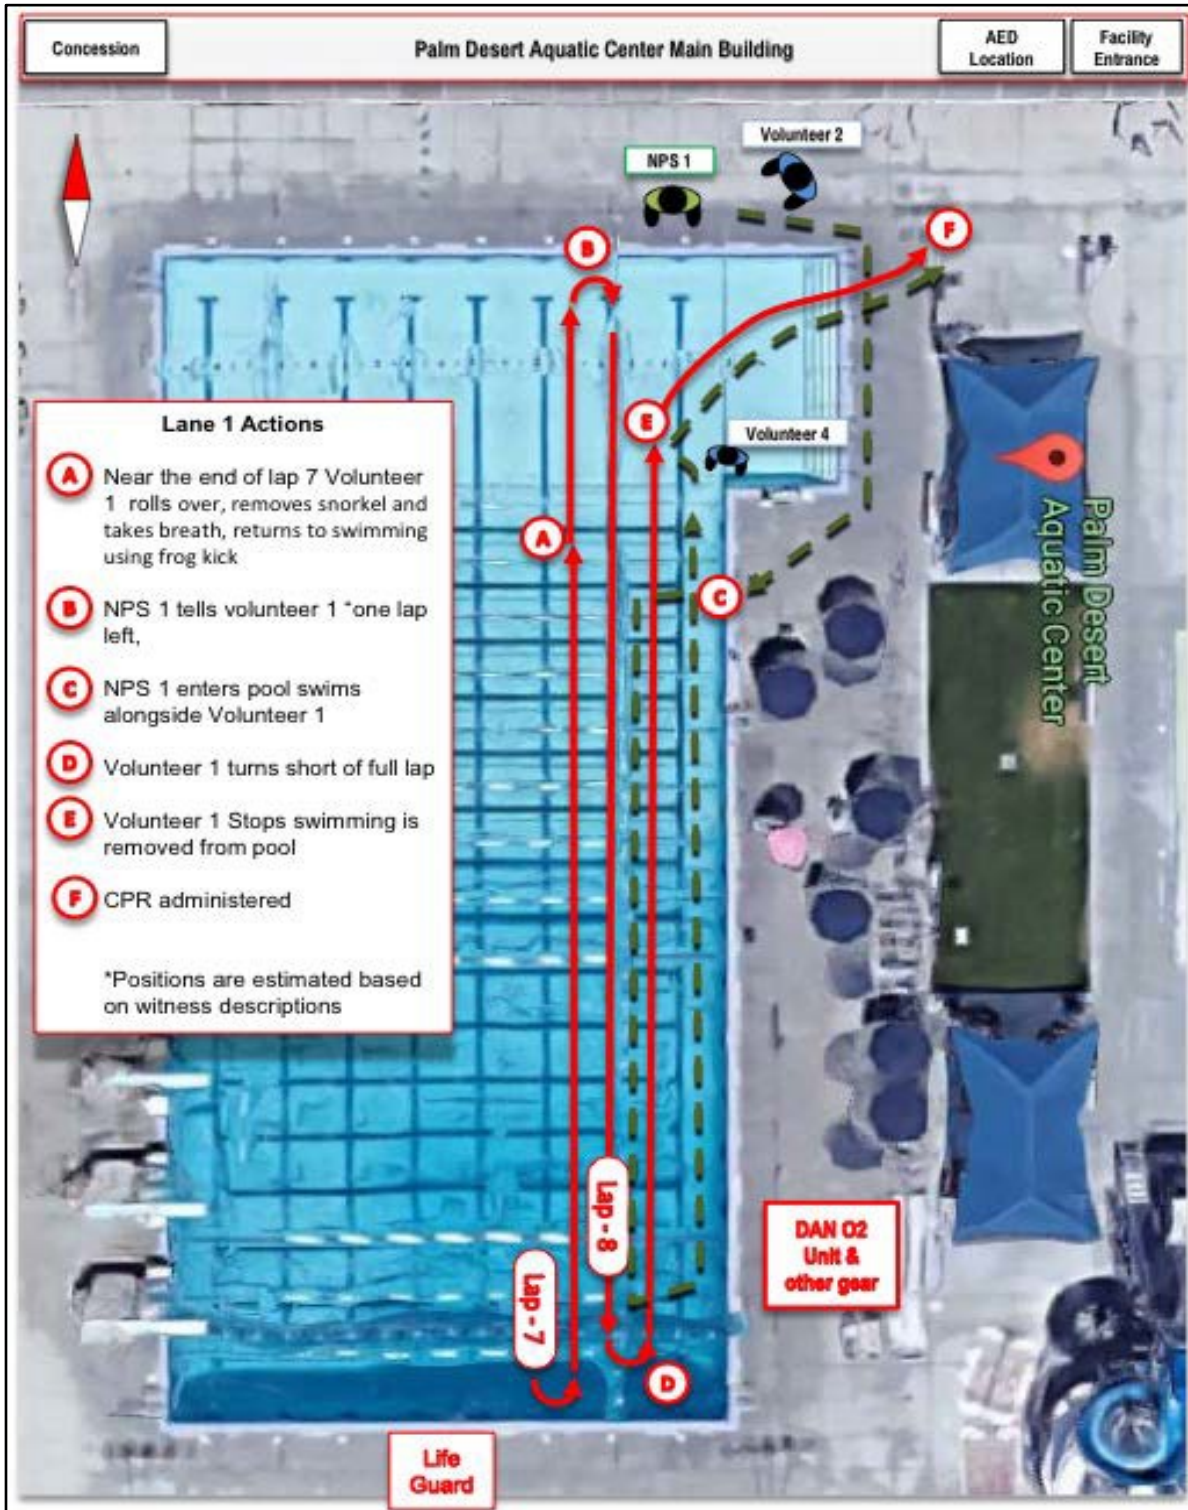 Concession
Palm Desert Aquatic Center Main Building
AED
Location
Facility
Entrance
Volunteer 2
NPS 1
B
F
E
Volunteer 4
A
C
Lane 1 Actions
A Near the end of lap 7 Volunteer
1 rolls over, removes snorkel and
takes breath, returns to swimming
using frog kick
B NPS 1 tells volunteer 1 “one lap
left,
C NPS 1 enters pool swims
alongside Volunteer 1
D Volunteer 1 turns short of full lap
E Volunteer 1 Stops swimming is
removed from pool
F CPR administered
*Positions are estimated based
on witness descriptions
Palm Desert
Aquatic Center
Lap - 8
Lap - 7
D
DAN O2
Unit &
other gear
Life
Guard